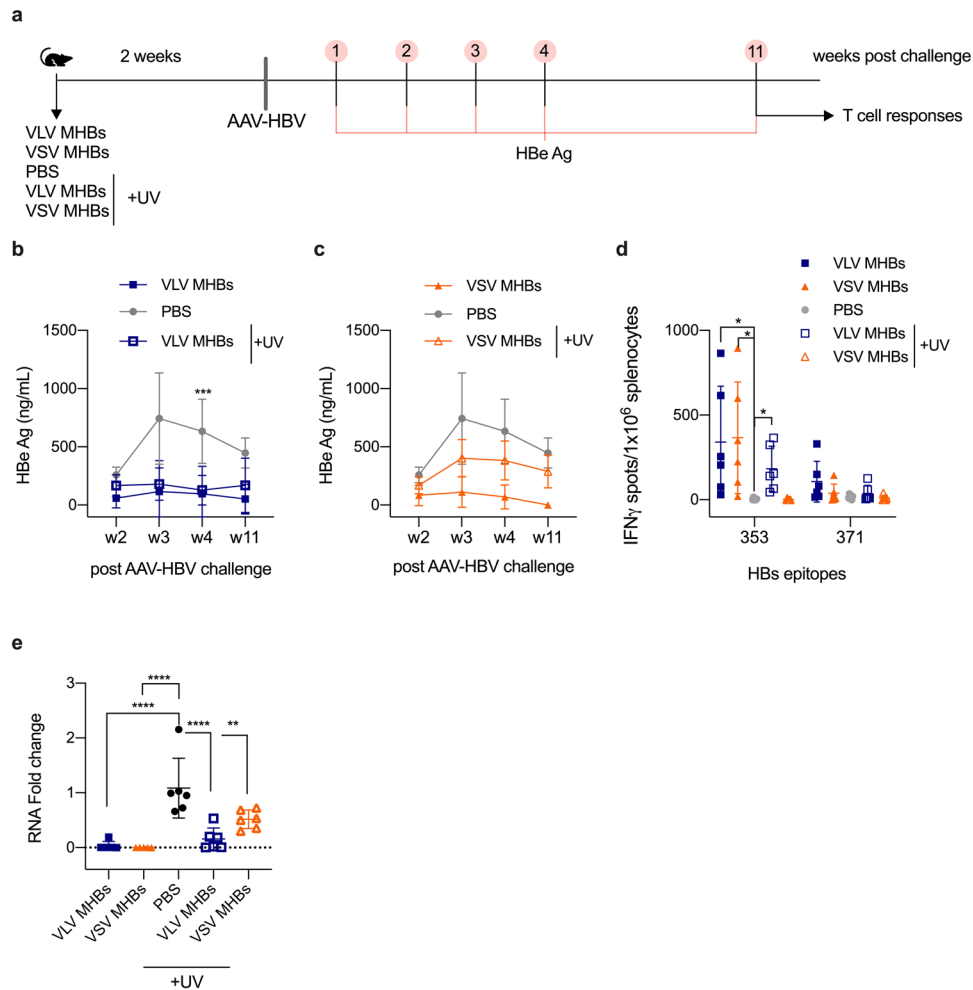 a
2 weeks
1 2 3 4 11
weeks post challenge
AAV-HBV
T cell responses
HBe Ag
VLV MHBs
VSV MHBs
PBS
VLV MHBs
VSV MHBs
+UV
b
VLV MHBs
PBS
VLV MHBs
+UV
HBe Ag (ng/mL)
1500
1000
500
0
***
w2 w3 w4 w11
post AAV-HBV challenge
c
VSV MHBs
PBS
VSV MHBs
+UV
HBe Ag (ng/mL)
1500
1000
500
0
w2 w3 w4 w11
post AAV-HBV challenge
d
VLV MHBs
VSV MHBs
PBS
VLV MHBs
VSV MHBs
+UV
IFNγ spots/1x10⁶ splenocytes
1000
500
0
*
*
*
353 371
HBs epitopes
e
RNA Fold change
3
2
1
0
****
****
****
**
VLV MHBs
VSV MHBs
PBS
VLV MHBs
VSV MHBs
+UV